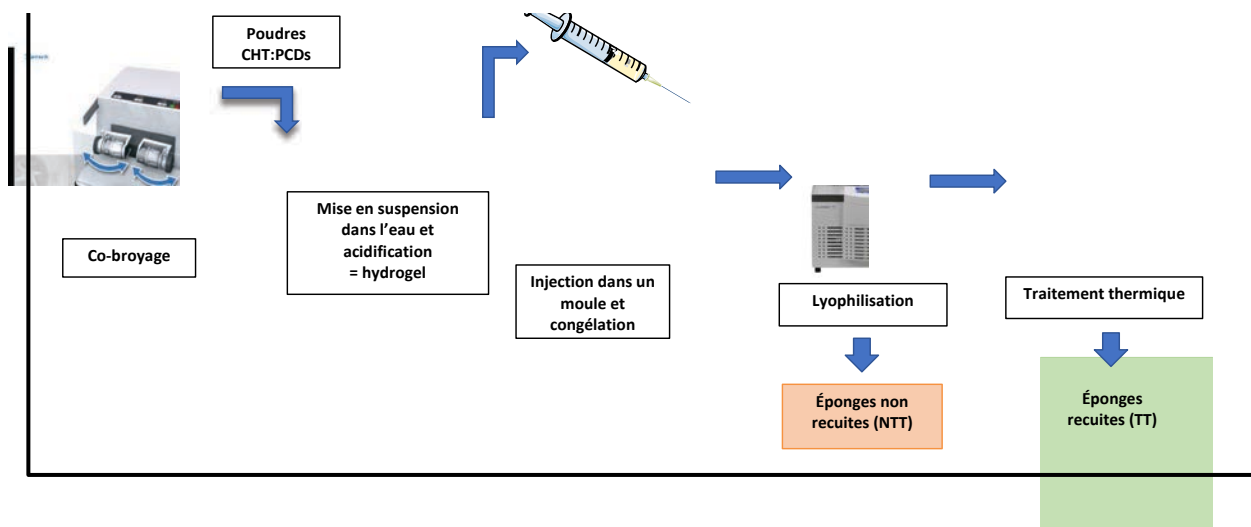 Poudres
CHT:PCDs
Co-broyage
Mise en suspension
dans l’eau et
acidification
= hydrogel
Injection dans un
moule et
congélation
Lyophilisation
Traitement thermique
Éponges non
recuites (NTT)
Éponges
recuites (TT)